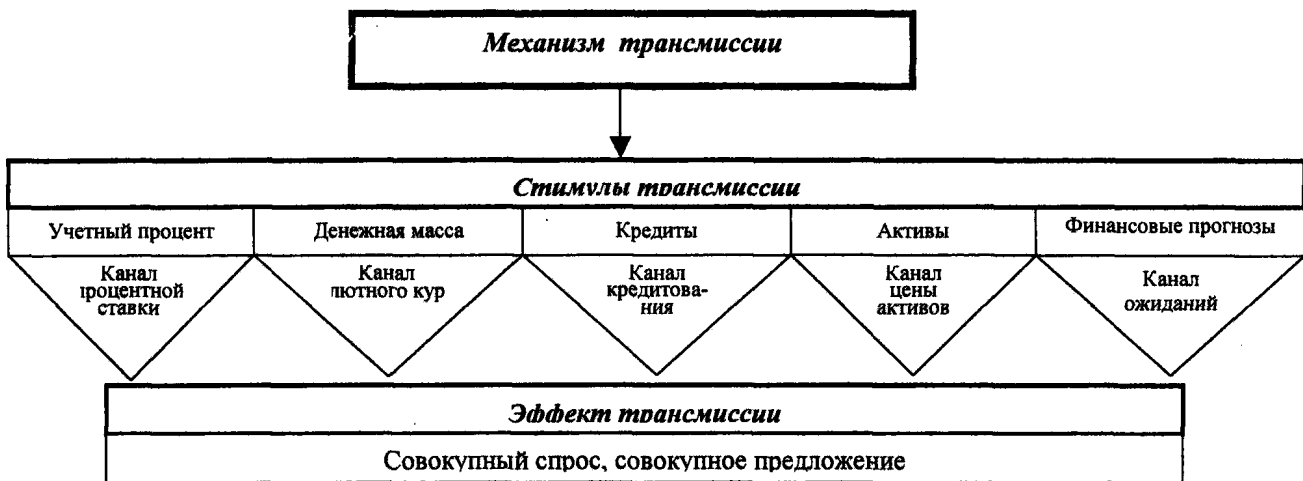 Механизм трансмиссии
Стимулы трансмиссии
Учетный процент
Денежная масса
Кредиты
Активы
Финансовые прогнозы
Канал
процентной
ставки
Канал
лютного кур
Канал
кредитова-
ния
Канал
цены
активов
Канал
ожиданий
Эффект трансмиссии
Совокупный спрос, совокупное предложение